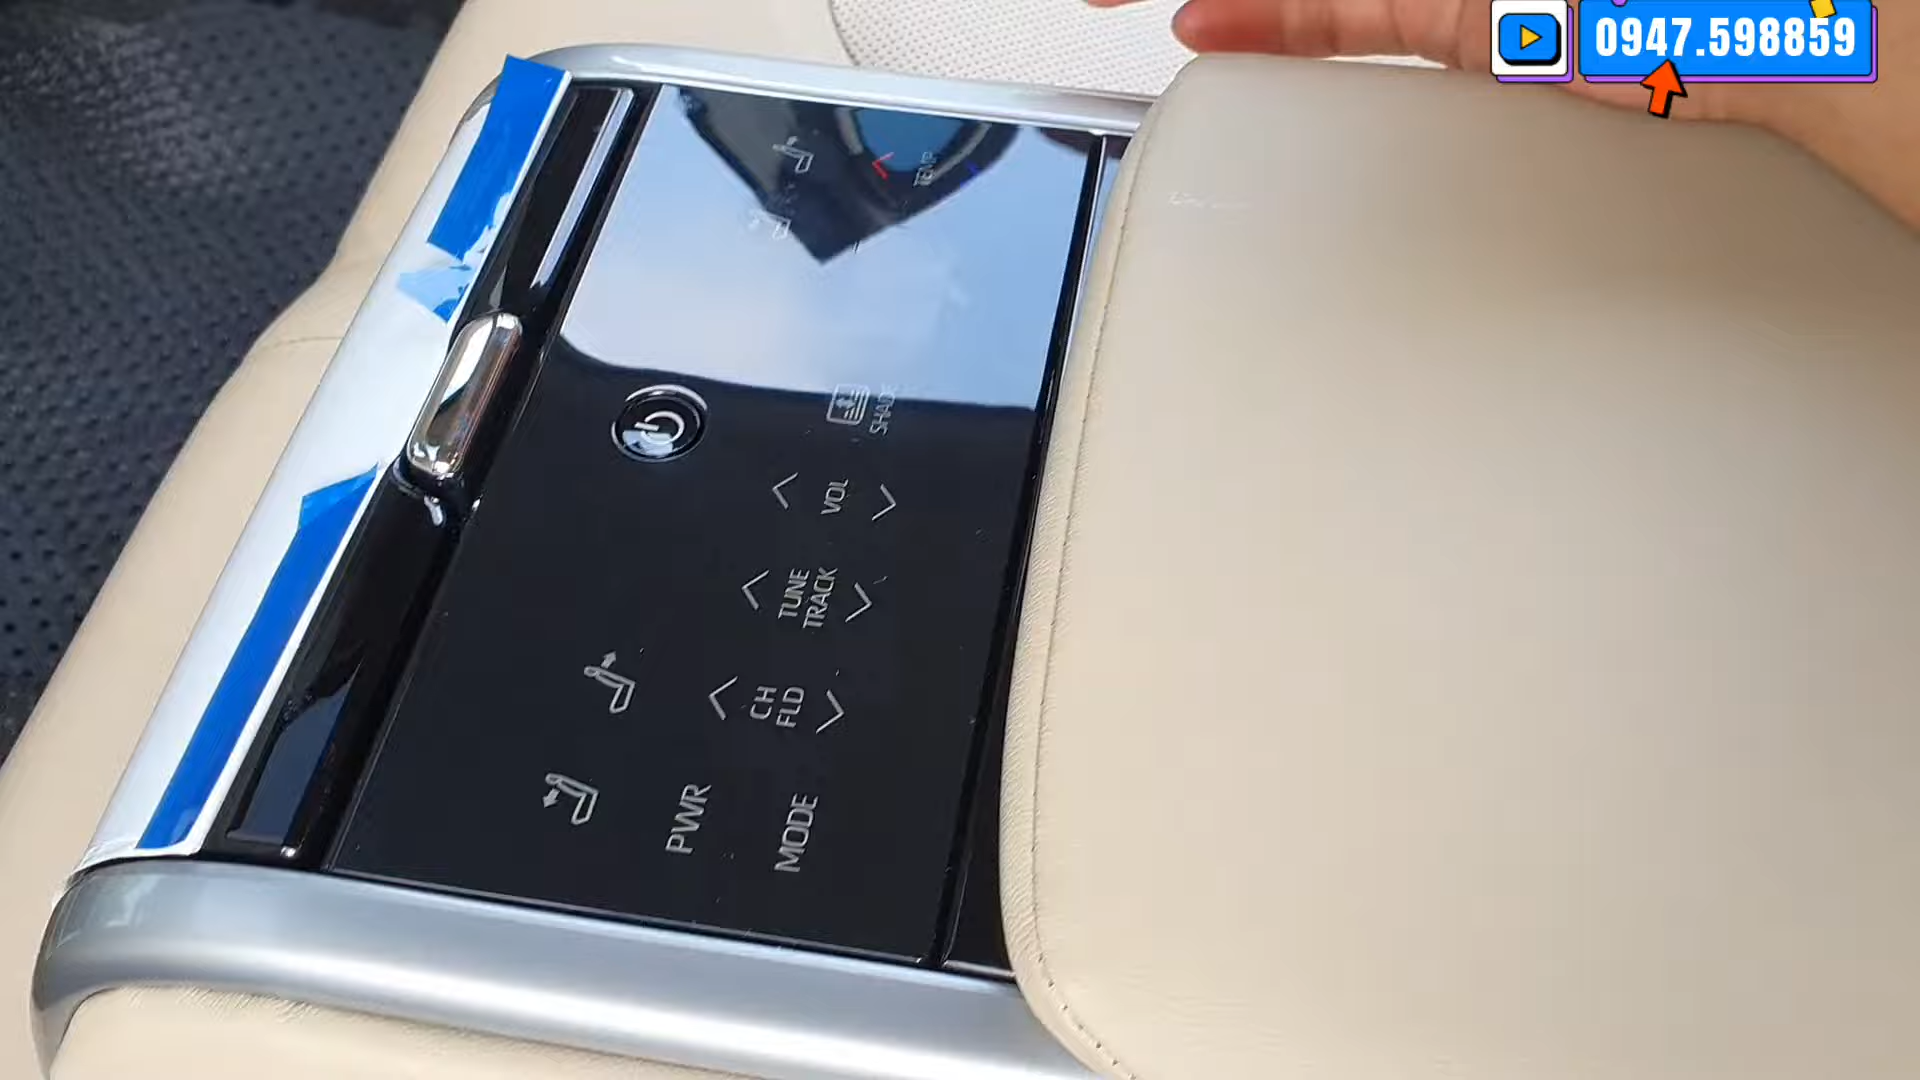 0947.598859
TEMP
SHADE
VOL
TUNE
TRACK
CH
FLD
PWR
MODE